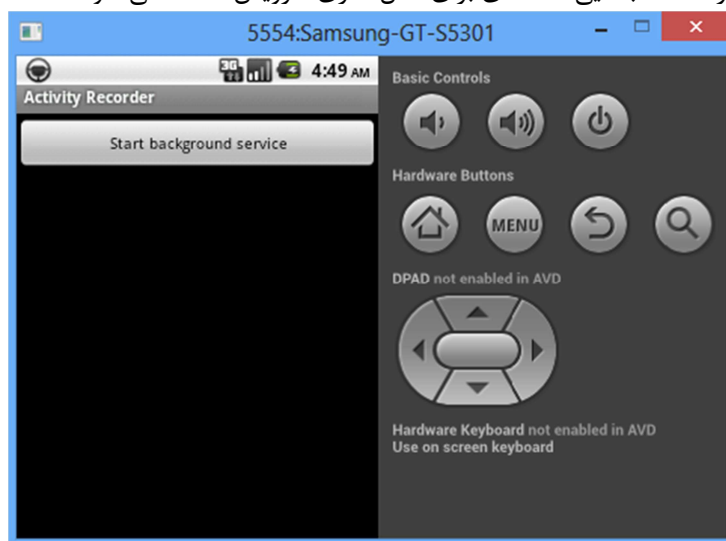 5554:Samsung-GT-S5301
3G
4:49 AM
Activity Recorder
Start background service
Basic Controls
Hardware Buttons
MENU
DPAD not enabled in AVD
Hardware Keyboard not enabled in AVD
Use on screen keyboard